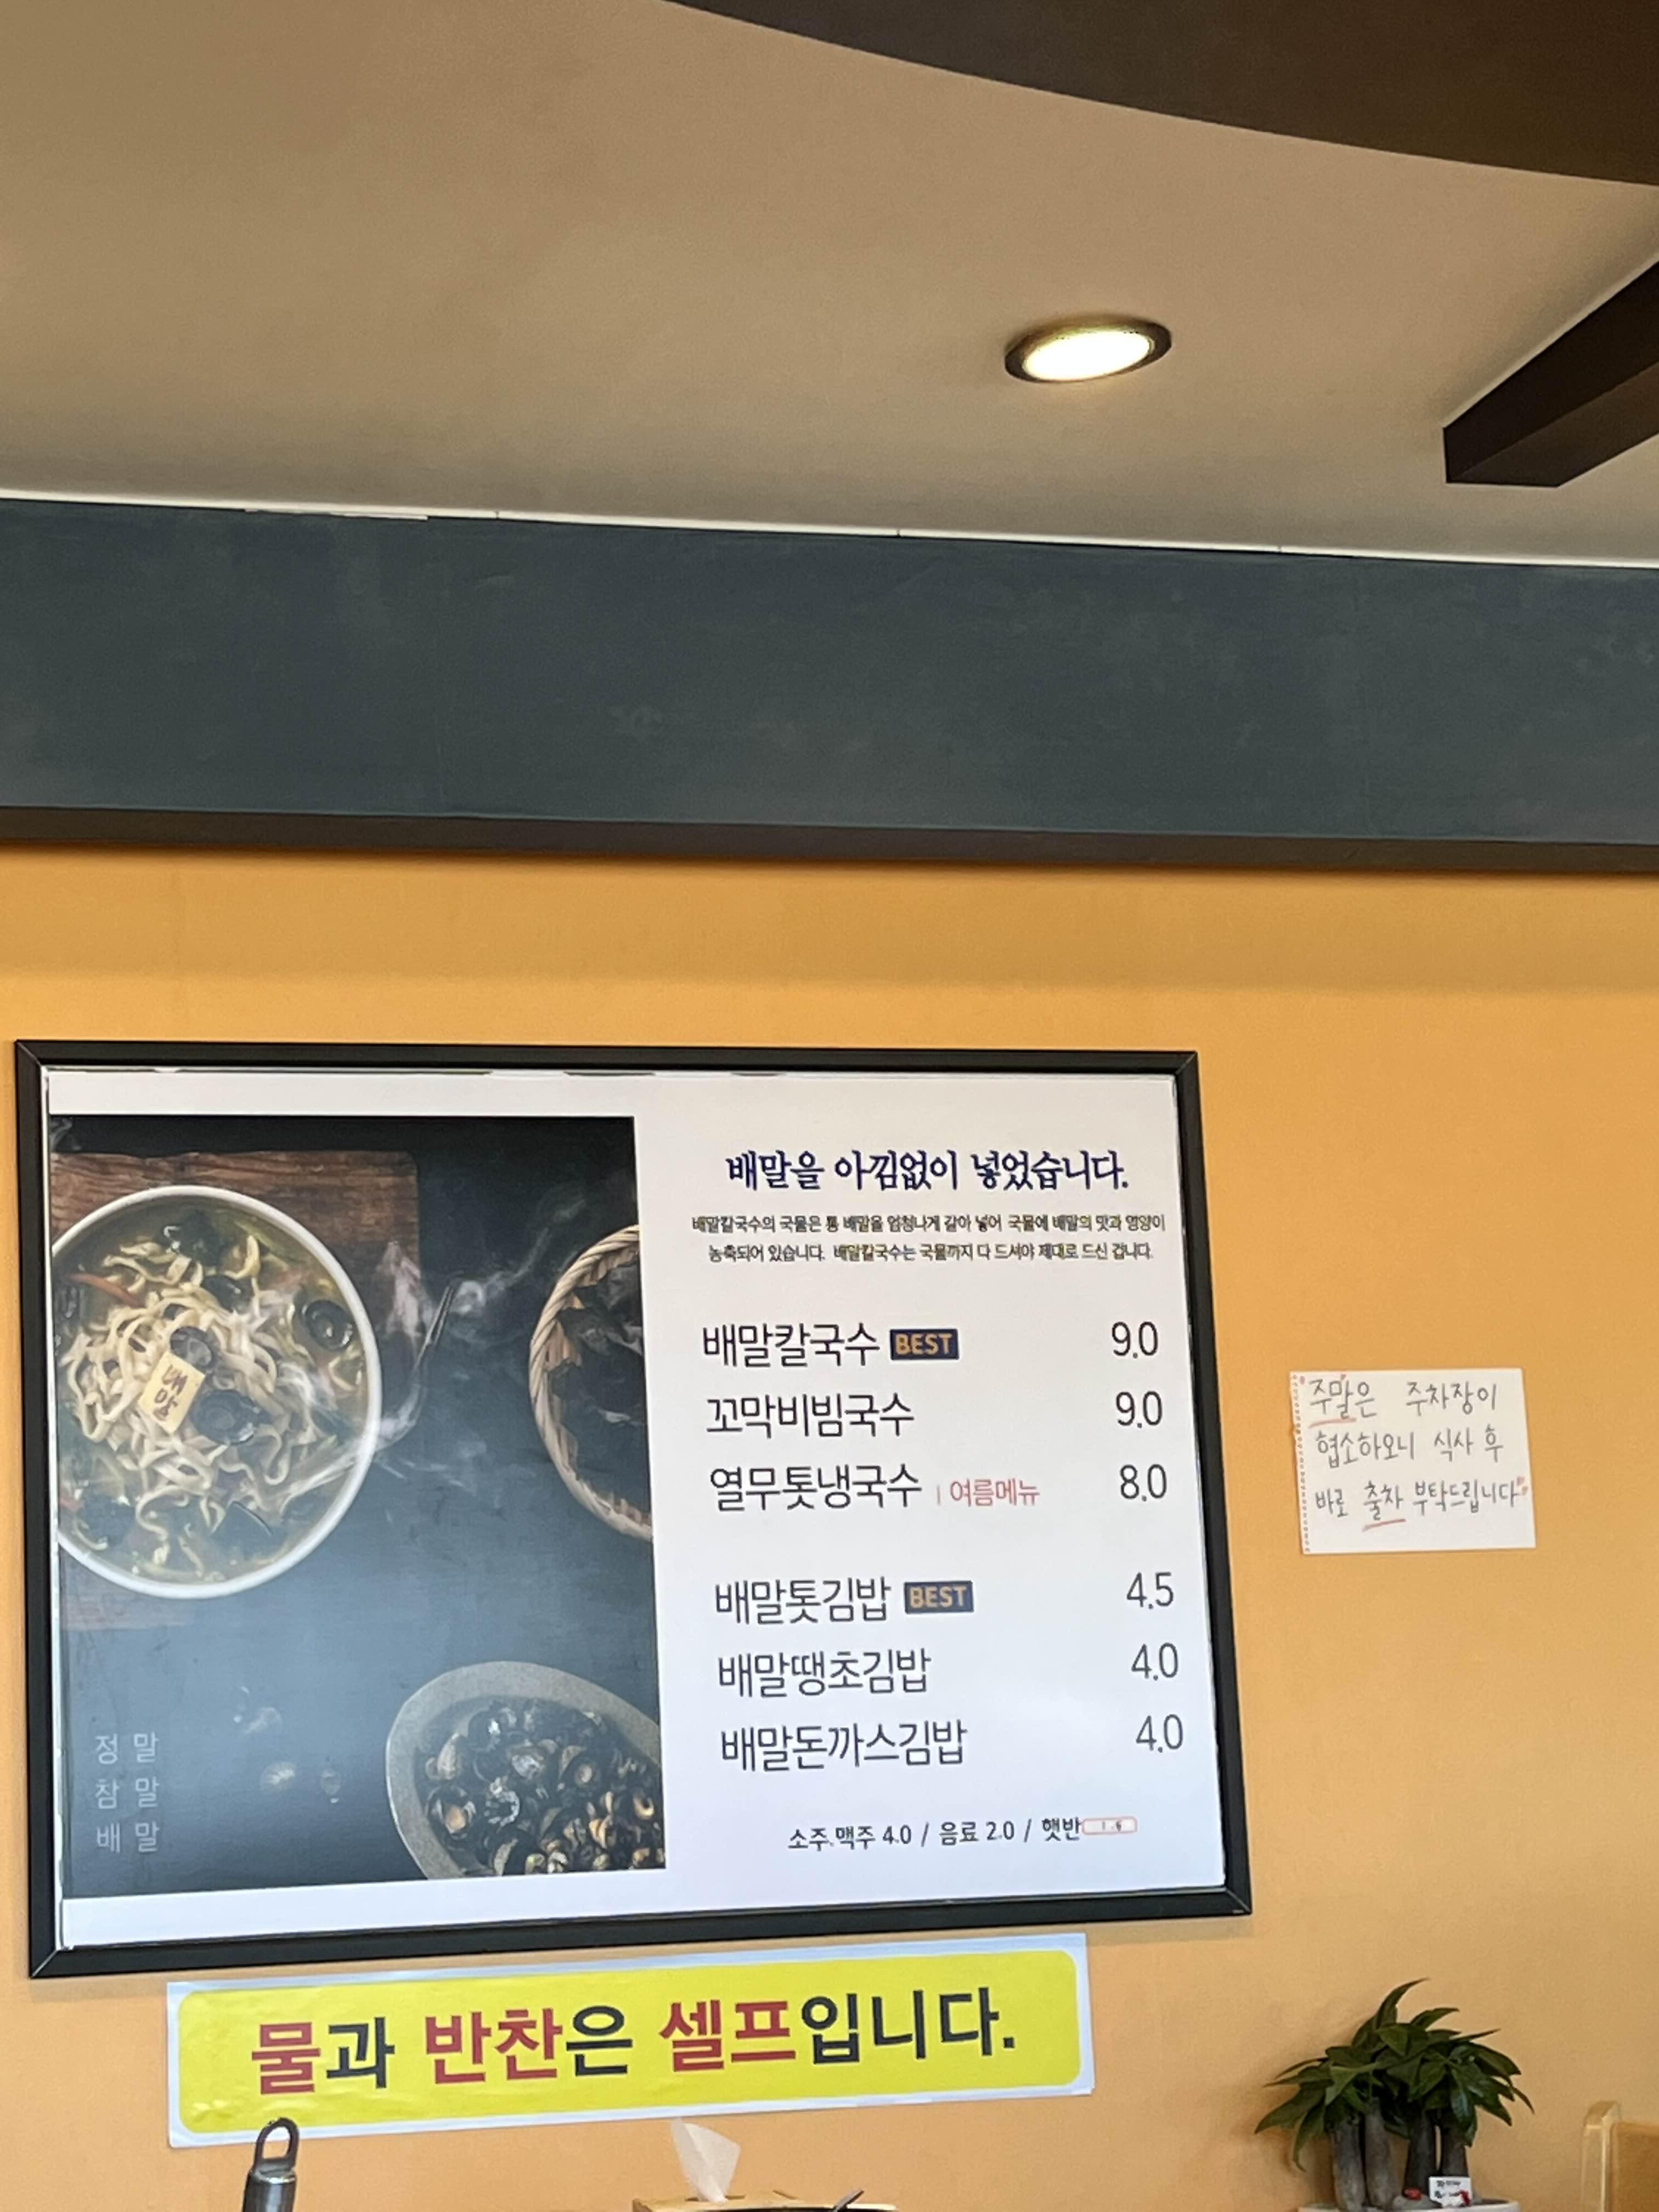 배말을 아낌없이 넣었습니다.
배말칼국수의 국물은 통 배말을 엄청나게 갈아 넣어 국물에 배말의 맛과 영양이
농축되어 있습니다. 배말칼국수는 국물까지 다 드셔야 제대로 드신 겁니다.
배말칼국수 BEST 9.0
꼬막비빔국수 9.0
열무톳냉국수 | 여름메뉴 8.0
배말톳김밥 BEST 4.5
배말땡초김밥 4.0
배말돈까스김밥 4.0
소주.맥주 4.0 / 음료 2.0 / 햇반
배
말
정말
참말
배말
주말은 주차장이
협소하오니 식사 후
바로 출차 부탁드립니다
물과 반찬은 셀프입니다.